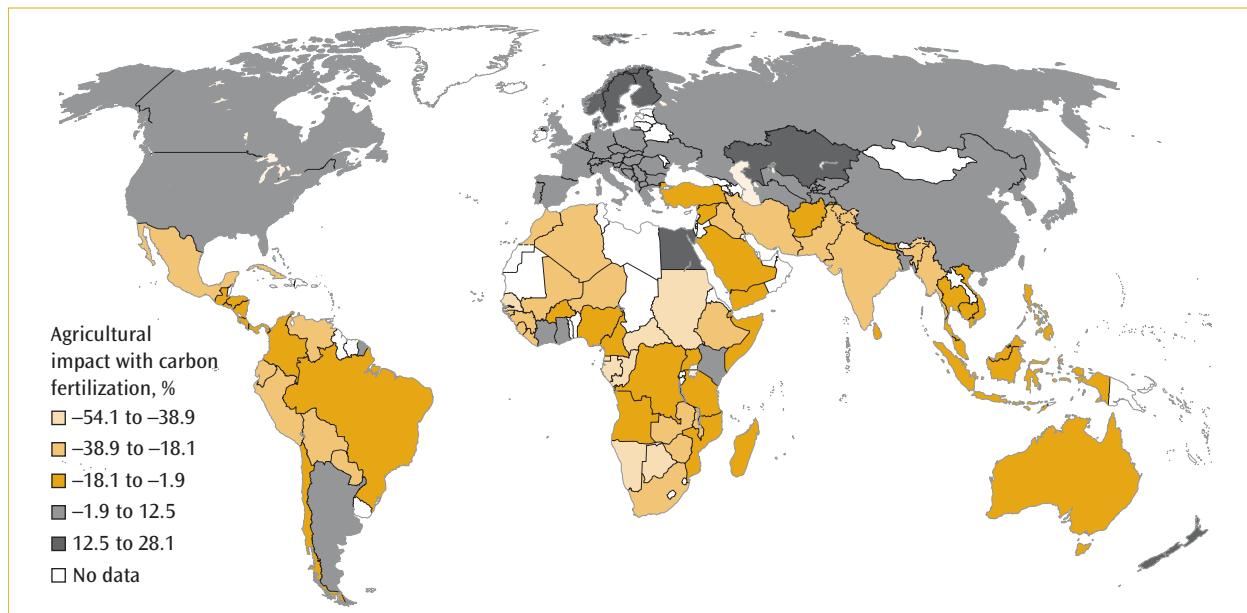 Agricultural
impact with carbon
fertilization, %
–54.1 to –38.9
–38.9 to –18.1
–18.1 to –1.9
–1.9 to 12.5
12.5 to 28.1
No data